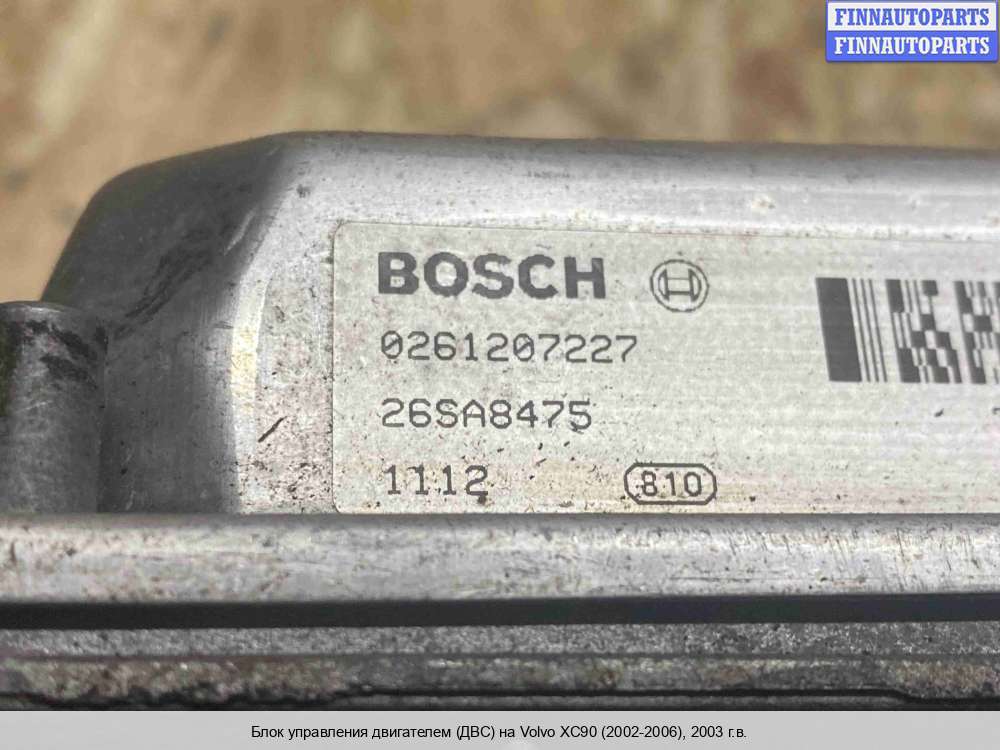 FINNAUTOPARTS
FINNAUTOPARTS
BOSCH
0261207227
26SA8475
1112
810
Блок управления двигателем (ДВС) на Volvo XC90 (2002-2006), 2003 г.в.